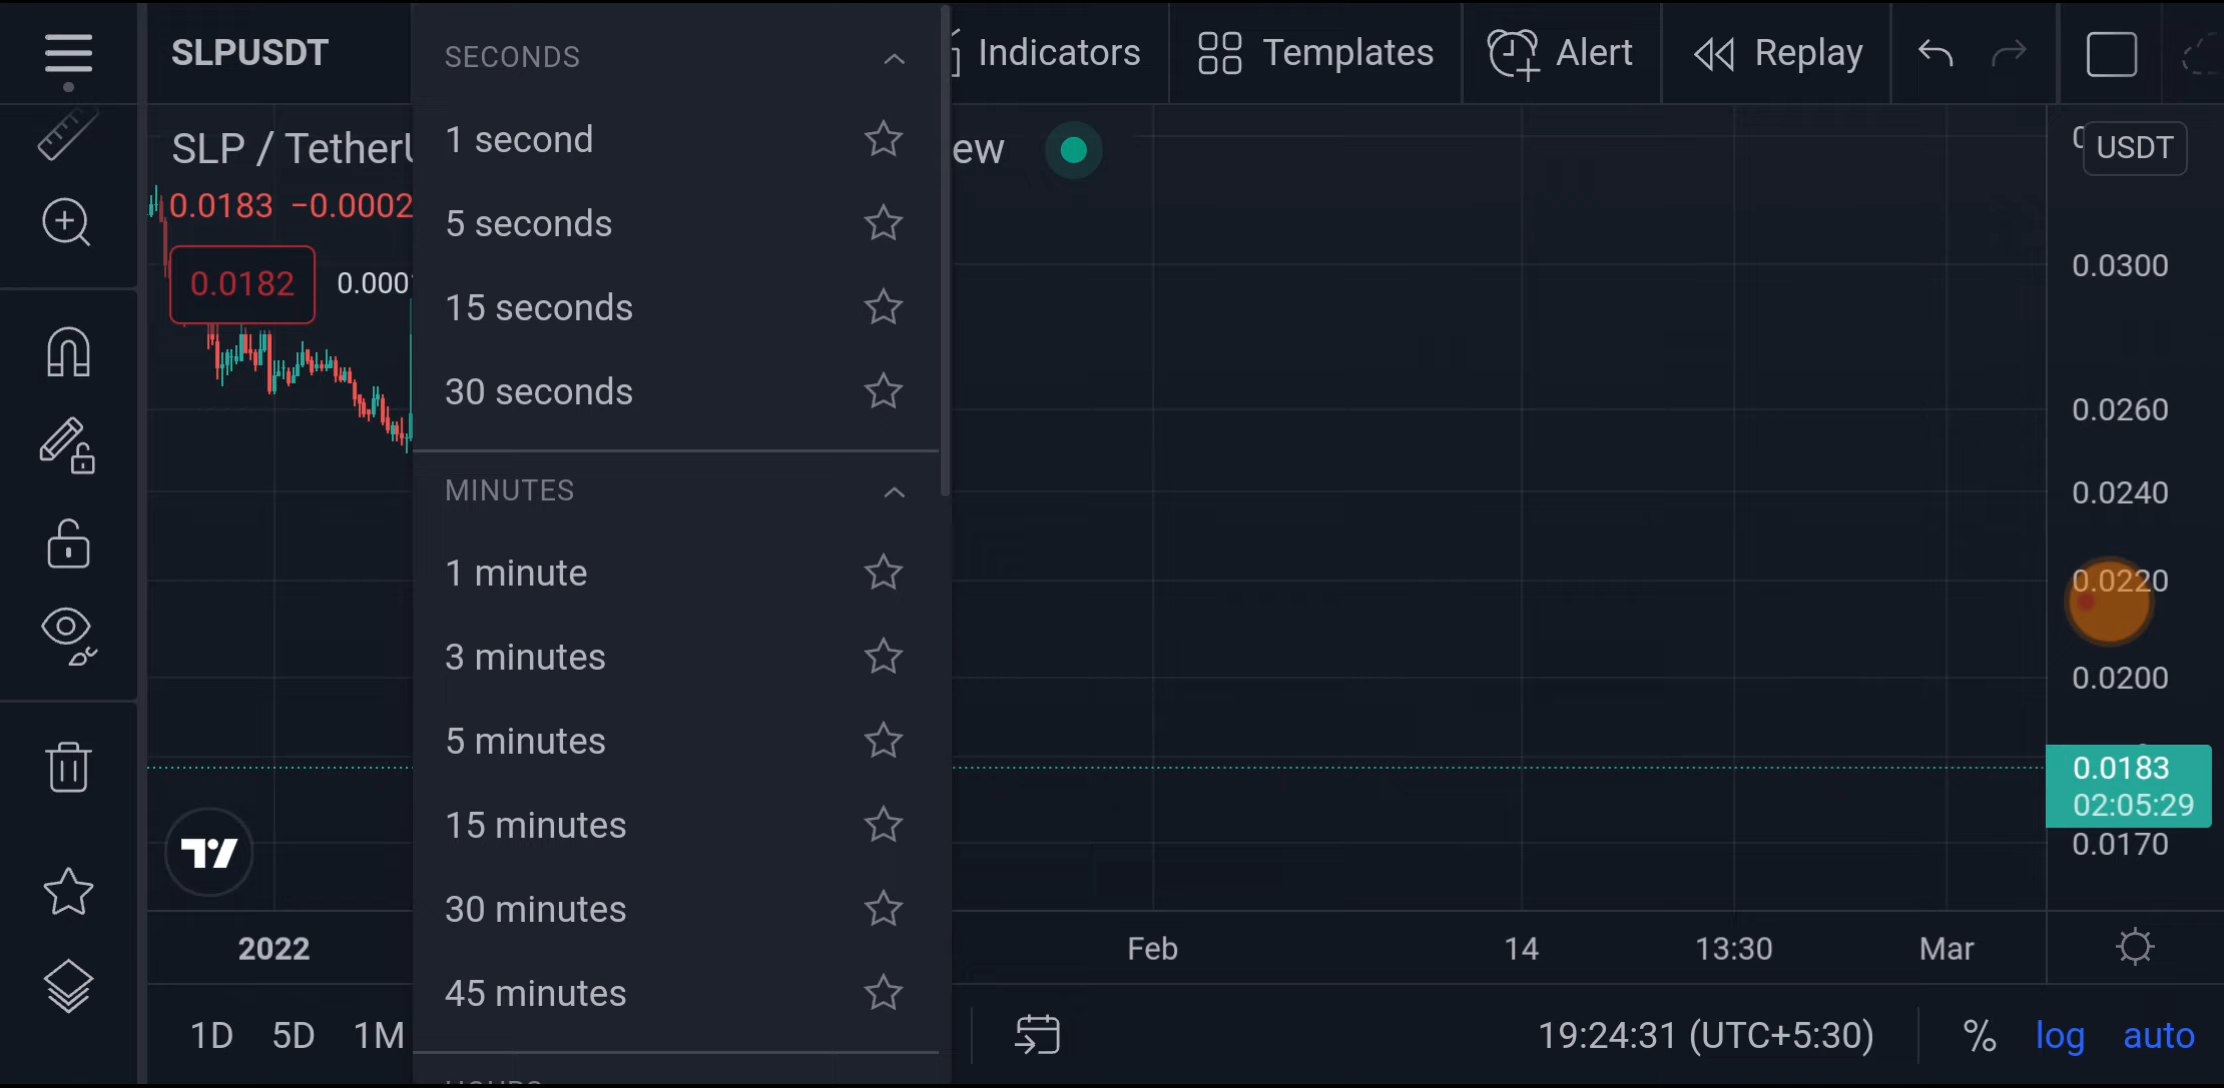 SLPUSDT
Indicators
Templates
Alert
Replay
SLP / Tether
ew
USDT
0.0183 −0.0002
0.0182
0.000
SECONDS
1 second
5 seconds
15 seconds
30 seconds
MINUTES
1 minute
3 minutes
5 minutes
15 minutes
30 minutes
45 minutes
0.0300
0.0260
0.0240
0.0220
0.0200
0.0183
02:05:29
0.0170
2022
Feb
14
13:30
Mar
1D 5D 1M
19:24:31 (UTC+5:30)
% log auto